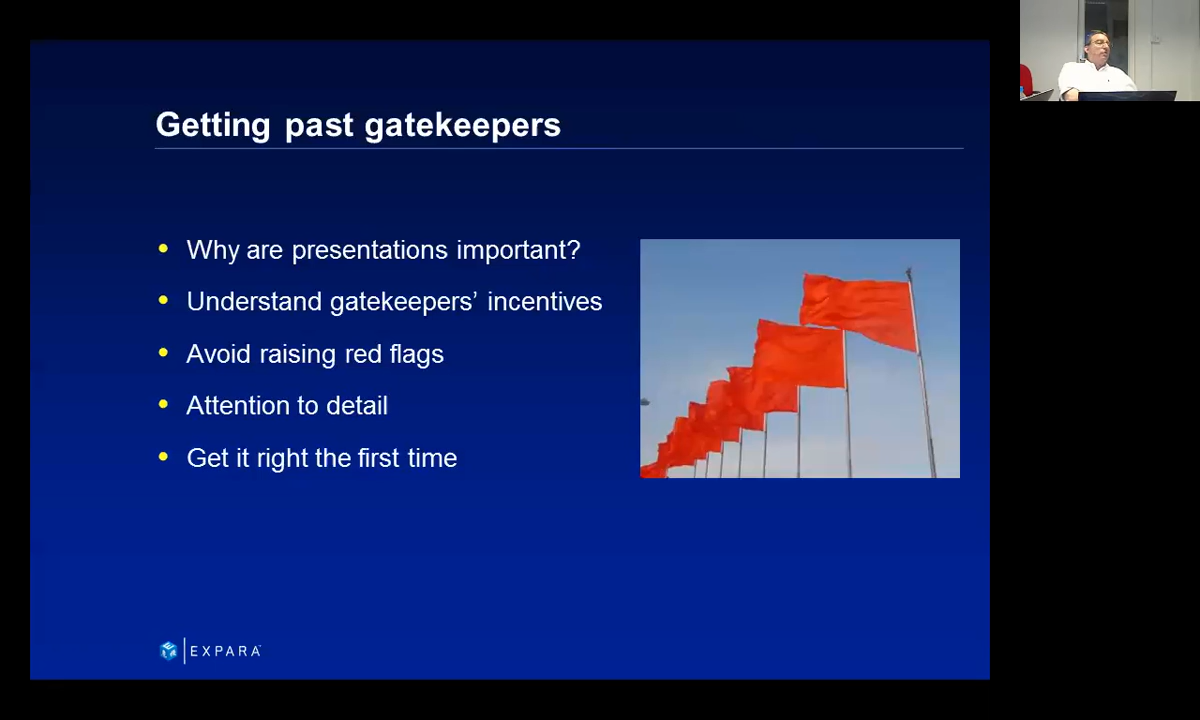 Getting past gatekeepers
Why are presentations important?
Understand gatekeepers’ incentives
Avoid raising red flags
Attention to detail
Get it right the first time
EXPARA